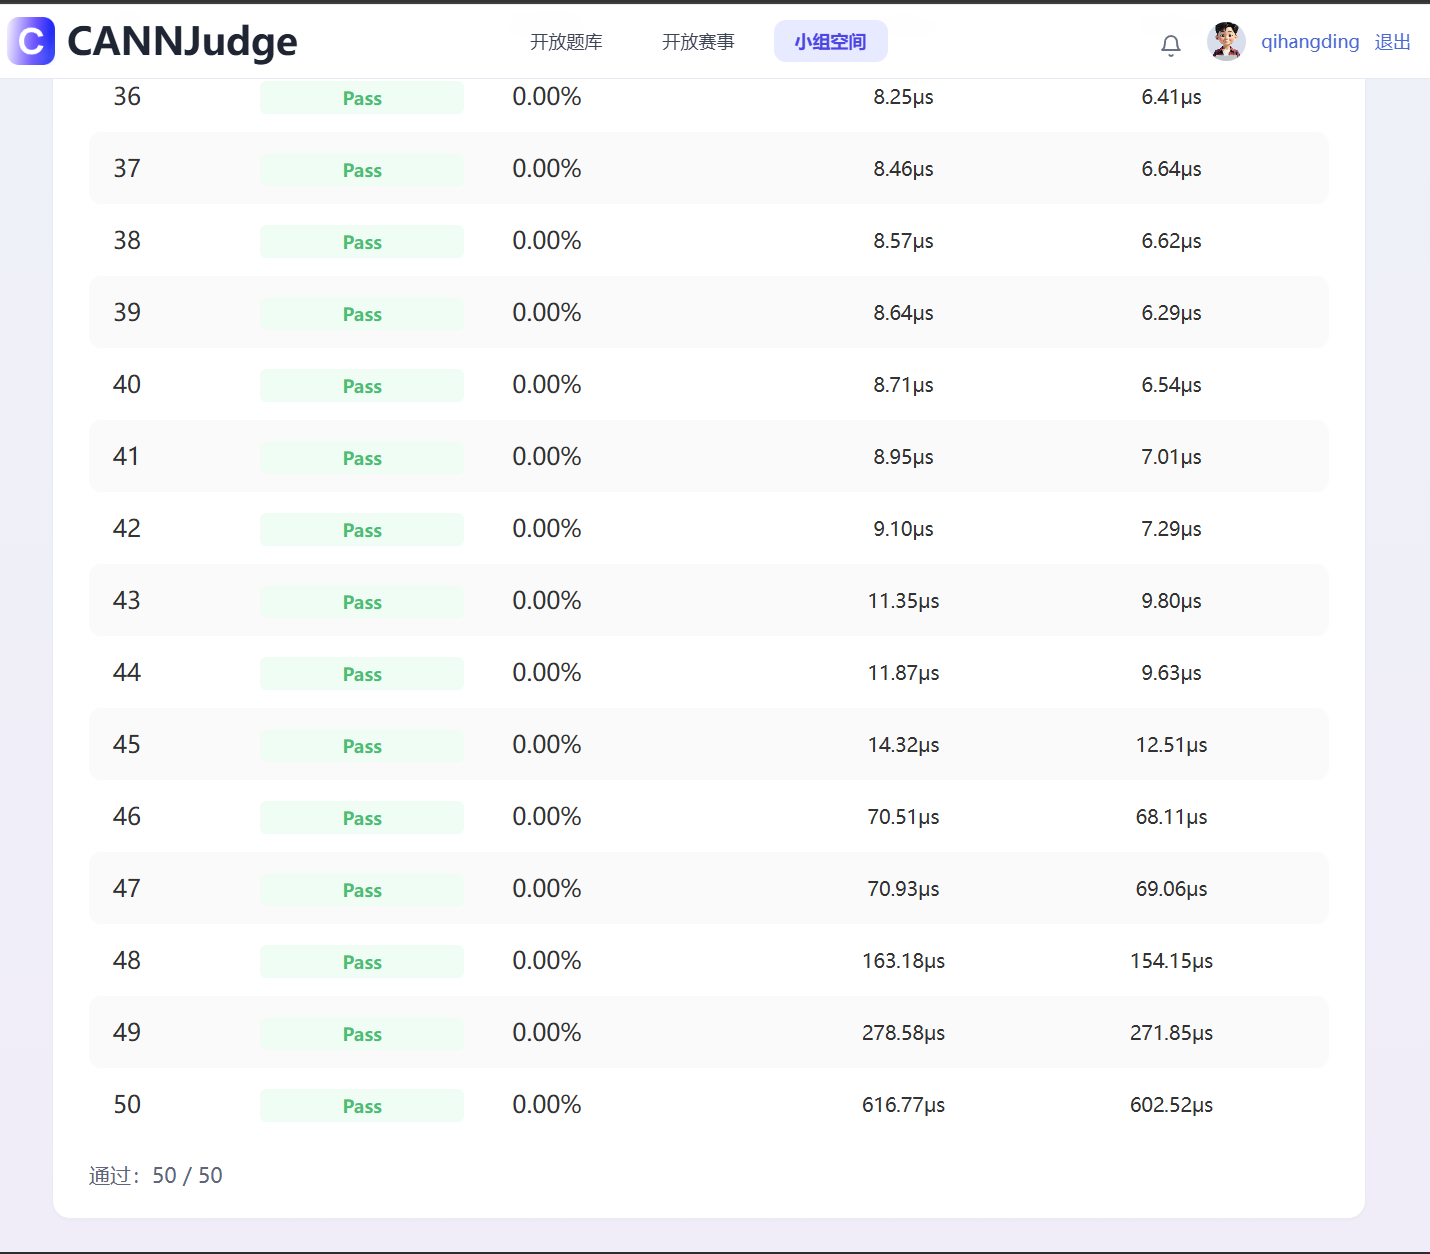 C CANNJudge 开放题库 开放赛事 小组空间 qihangding 退出
36 Pass 0.00% 8.25μs 6.41μs
37 Pass 0.00% 8.46μs 6.64μs
38 Pass 0.00% 8.57μs 6.62μs
39 Pass 0.00% 8.64μs 6.29μs
40 Pass 0.00% 8.71μs 6.54μs
41 Pass 0.00% 8.95μs 7.01μs
42 Pass 0.00% 9.10μs 7.29μs
43 Pass 0.00% 11.35μs 9.80μs
44 Pass 0.00% 11.87μs 9.63μs
45 Pass 0.00% 14.32μs 12.51μs
46 Pass 0.00% 70.51μs 68.11μs
47 Pass 0.00% 70.93μs 69.06μs
48 Pass 0.00% 163.18μs 154.15μs
49 Pass 0.00% 278.58μs 271.85μs
50 Pass 0.00% 616.77μs 602.52μs
通过：50 / 50